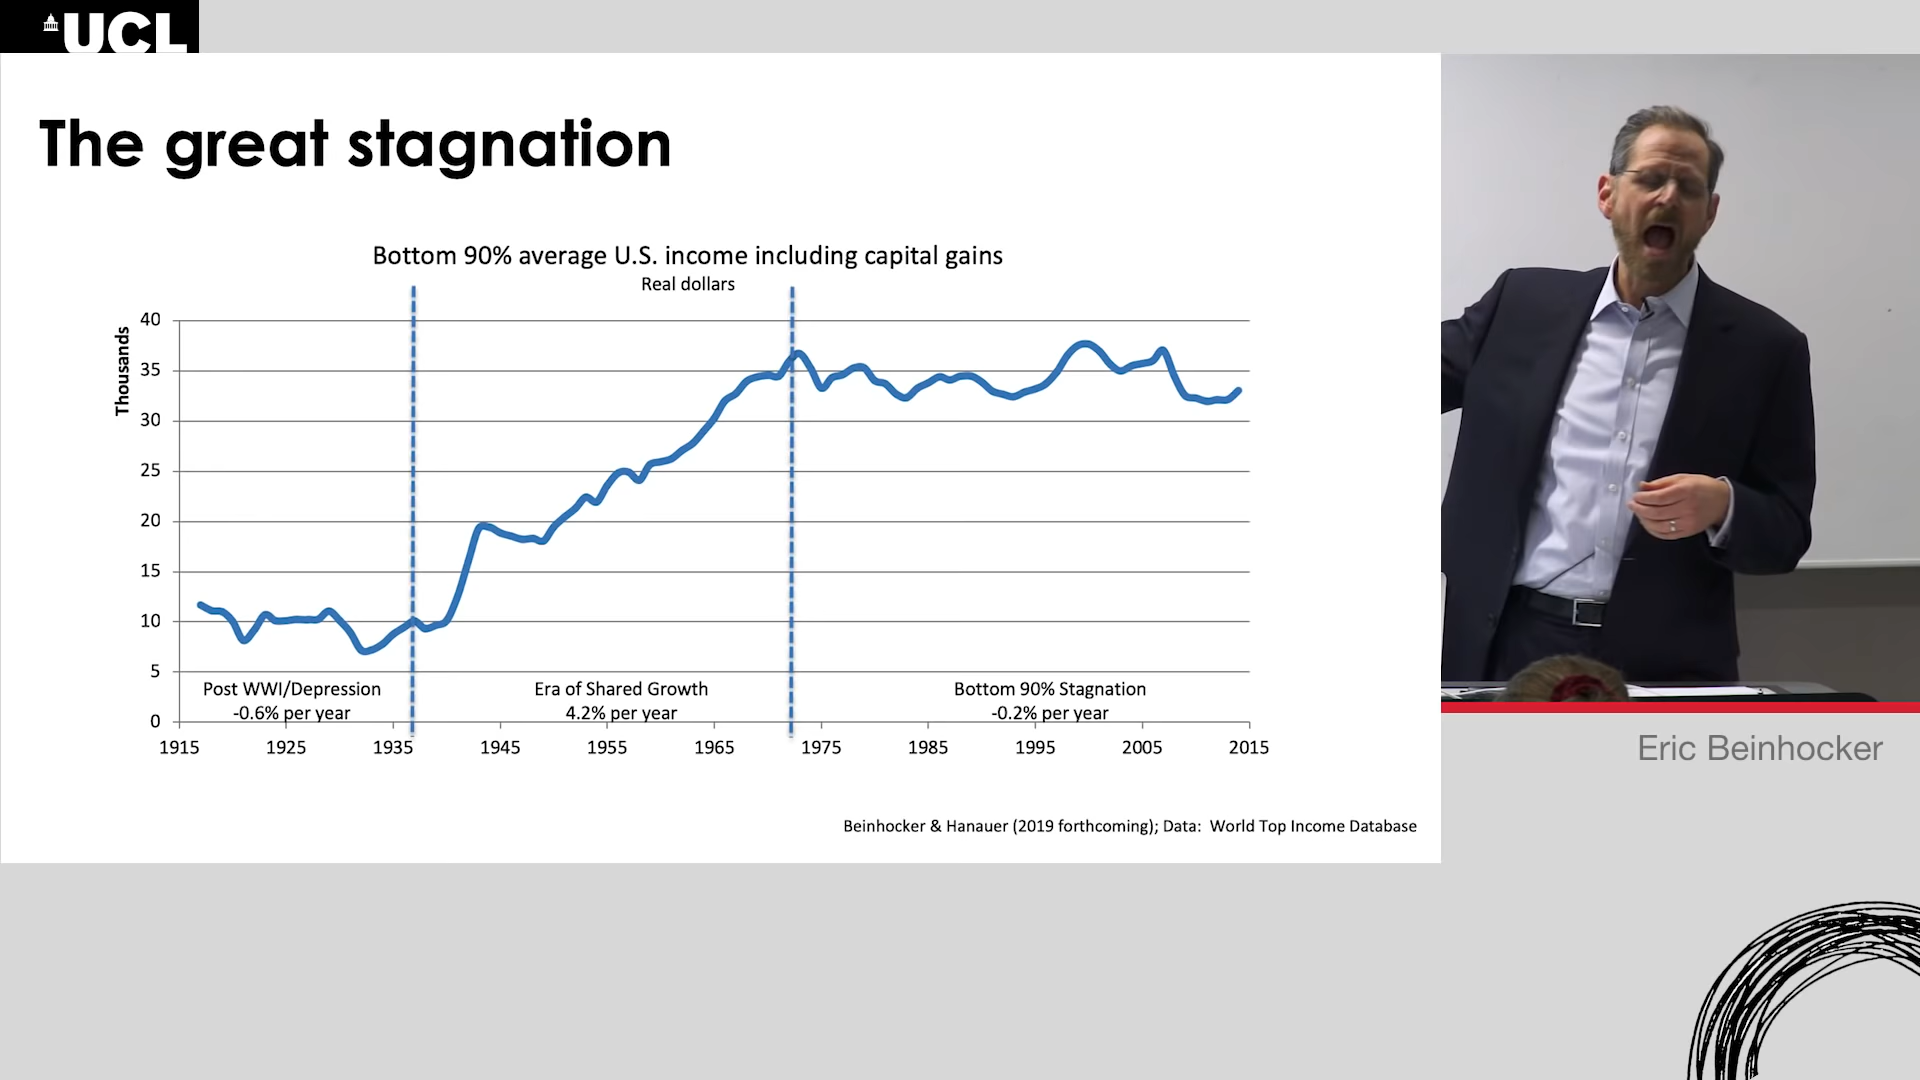 UCL
The great stagnation
Bottom 90% average U.S. income including capital gains
Real dollars
Thousands
40
35
30
25
20
15
10
5
0
Post WWI/Depression
-0.6% per year
Era of Shared Growth
4.2% per year
Bottom 90% Stagnation
-0.2% per year
1915 1925 1935 1945 1955 1965 1975 1985 1995 2005 2015
Beinhocker & Hanauer (2019 forthcoming); Data: World Top Income Database
Eric Beinhocker